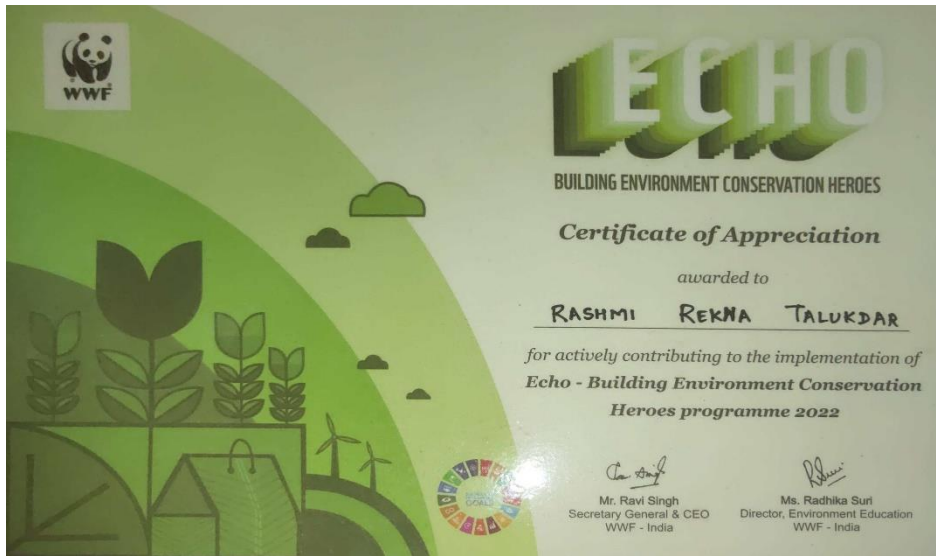 WWF
ECHO
BUILDING ENVIRONMENT CONSERVATION HEROES
Certificate of Appreciation
awarded to
RASHMI REKHA TALUKDAR
for actively contributing to the implementation of
Echo - Building Environment Conservation
Heroes programme 2022
Mr. Ravi Singh
Secretary General & CEO
WWF - India
Ms. Radhika Suri
Director, Environment Education
WWF - India